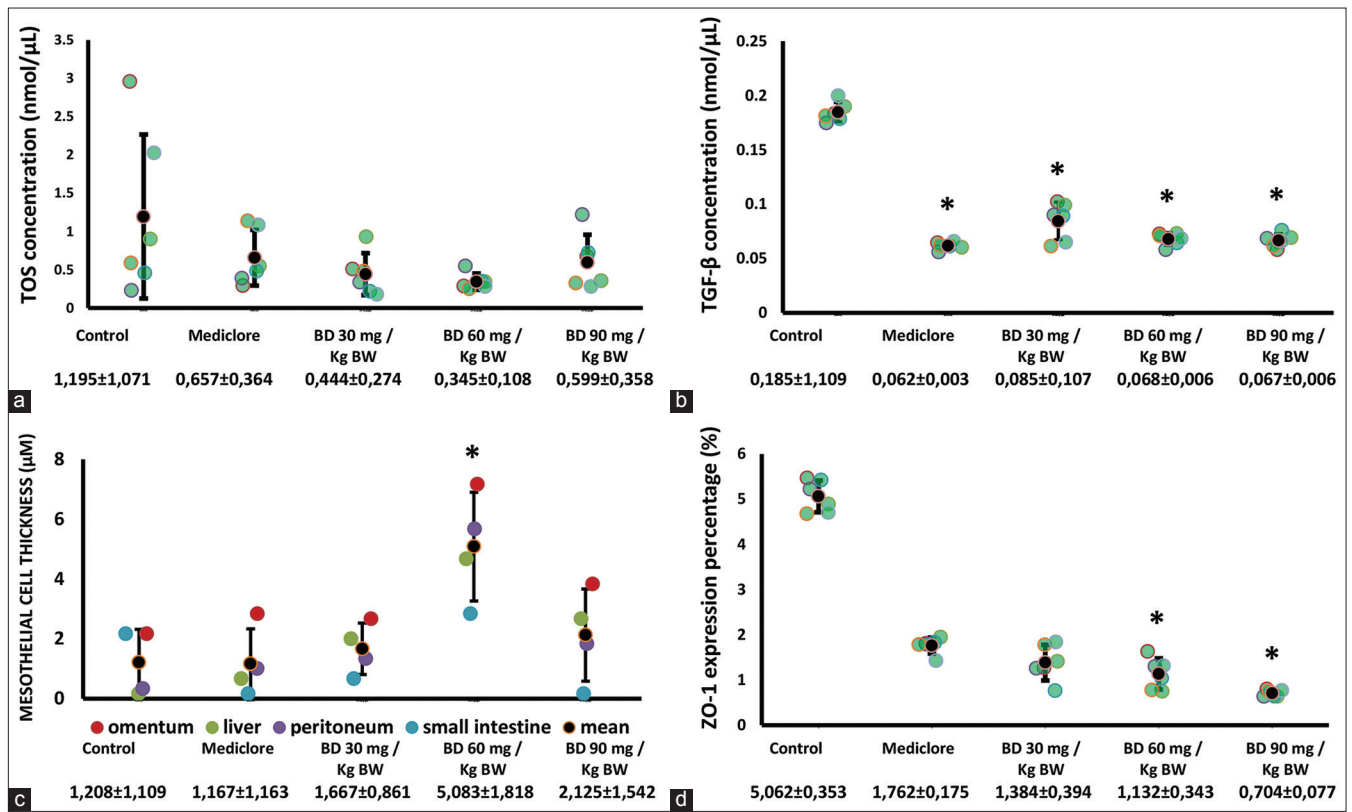 TOS concentration (nmol/µL)
3.5
3
2.5
2
1.5
1
0.5
0
Control Mediclore BD 30 mg / BD 60 mg / BD 90 mg /
Kg BW Kg BW Kg BW
1,195±1,071 0,657±0,364 0,444±0,274 0,345±0,108 0,599±0,358
a
TGF-β concentration (nmol/µL)
0.25
0.2
0.15
0.1
0.05
0
* * * *
Control Mediclore BD 30 mg / BD 60 mg / BD 90 mg /
Kg BW Kg BW Kg BW
0,185±1,109 0,062±0,003 0,085±0,107 0,068±0,006 0,067±0,006
b
MESOTHELIAL CELL THICKNESS (µM)
8
6
4
2
0
*
omentum liver peritoneum small intestine mean
Control Mediclore BD 30 mg / BD 60 mg / BD 90 mg /
Kg BW Kg BW Kg BW
1,208±1,109 1,167±1,163 1,667±0,861 5,083±1,818 2,125±1,542
c
ZO-1 expression percentage (%)
6
5
4
3
2
1
0
* *
Control Mediclore BD 30 mg / BD 60 mg / BD 90 mg /
Kg BW Kg BW Kg BW
5,062±0,353 1,762±0,175 1,384±0,394 1,132±0,343 0,704±0,077
d